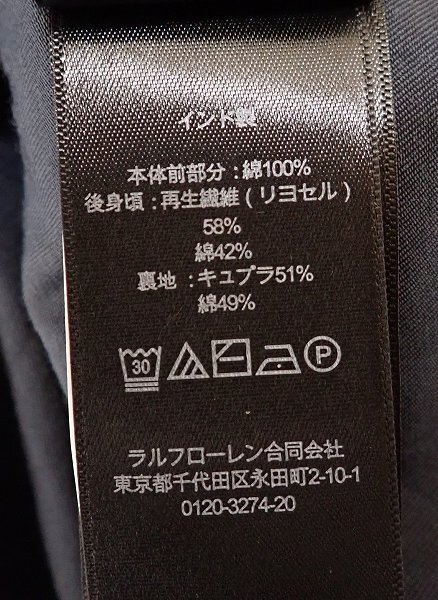 インド製
本体前部分 : 綿100%
後身頃 : 再生繊維 ( リヨセル )
58%
綿42%
裏地 : キュプラ51%
綿49%
30 P
ラルフローレン合同会社
東京都千代田区永田町2-10-1
0120-3274-20